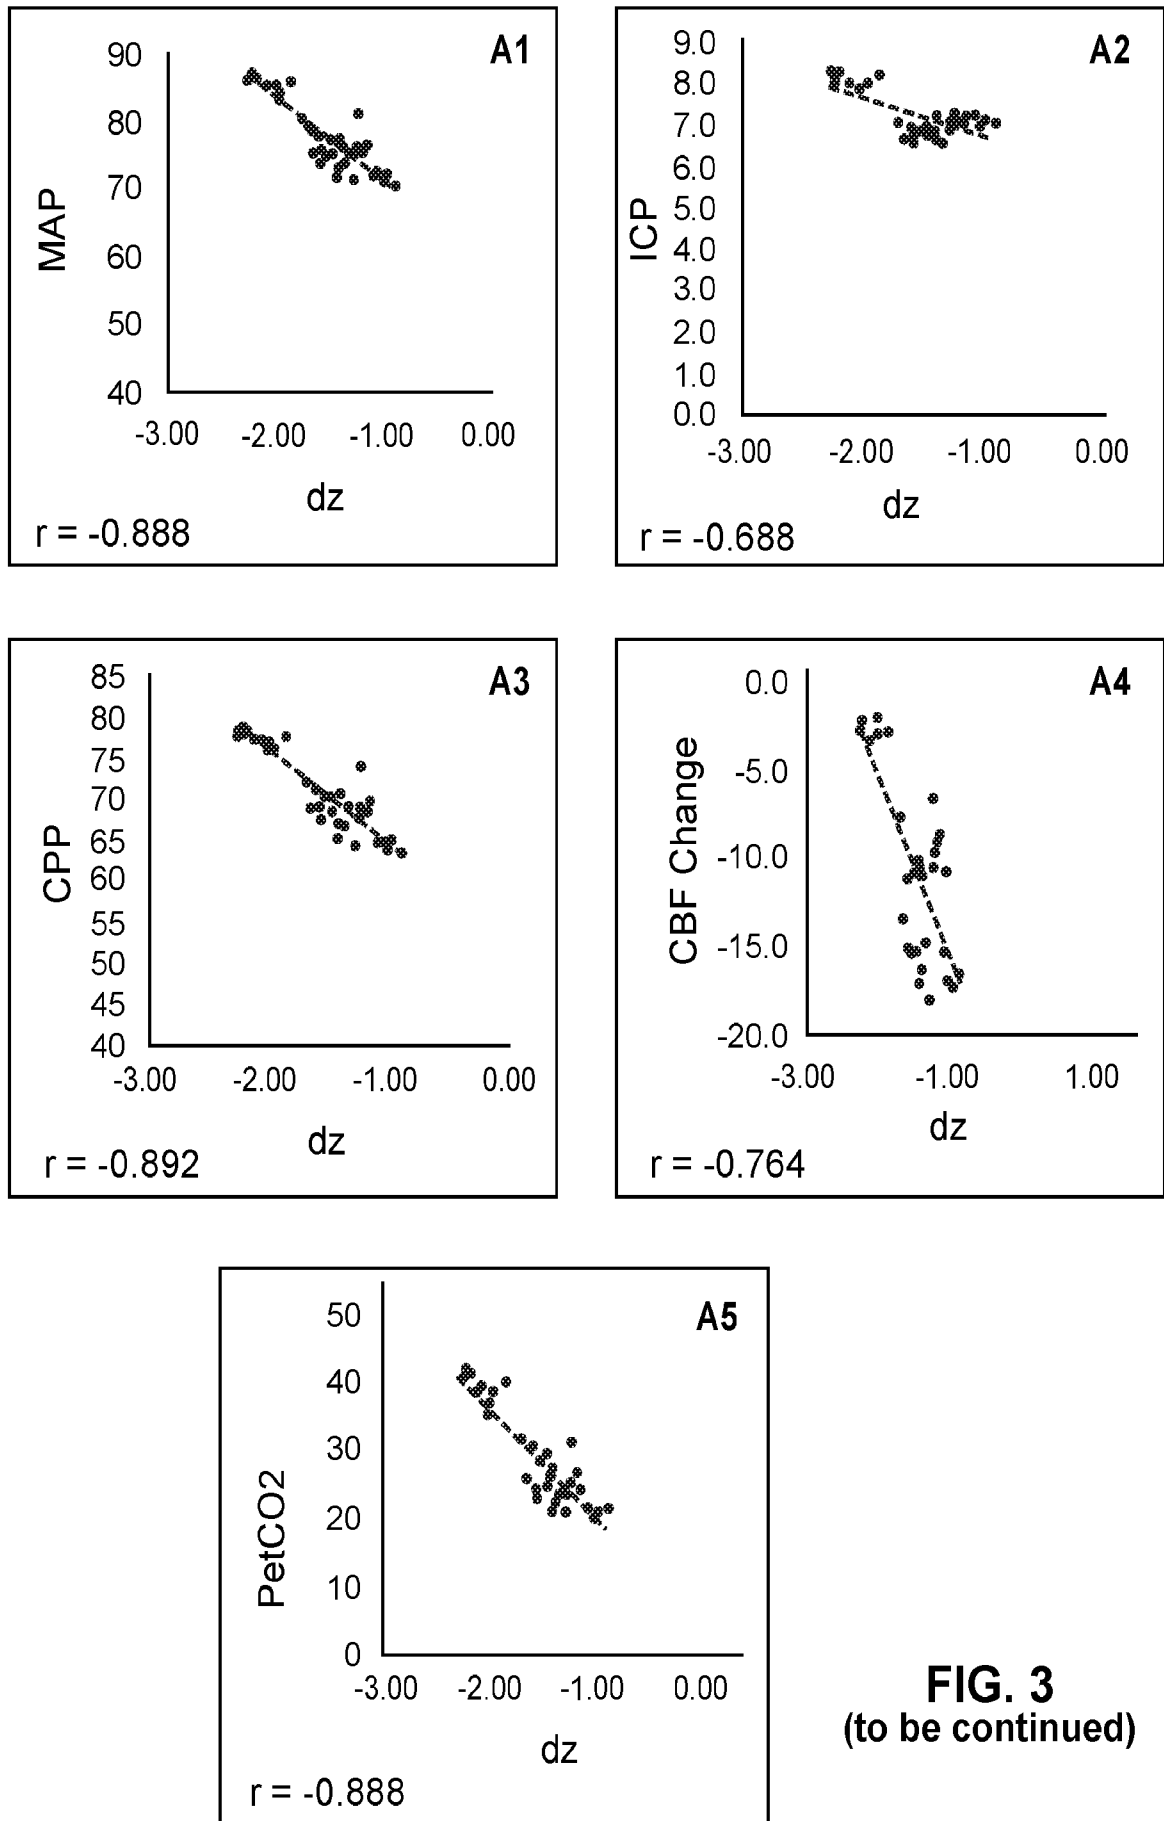 A1
90
80
70
60
50
40
MAP
-3.00 -2.00 -1.00 0.00
dz
r = -0.888
A2
9.0
8.0
7.0
6.0
5.0
4.0
3.0
2.0
1.0
0.0
ICP
-3.00 -2.00 -1.00 0.00
dz
r = -0.688
A3
85
80
75
70
65
60
55
50
45
40
CPP
-3.00 -2.00 -1.00 0.00
dz
r = -0.892
A4
0.0
-5.0
-10.0
-15.0
-20.0
CBF Change
-3.00 -1.00 1.00
dz
r = -0.764
A5
50
40
30
20
10
0
PetCO2
-3.00 -2.00 -1.00 0.00
dz
r = -0.888
FIG. 3
(to be continued)